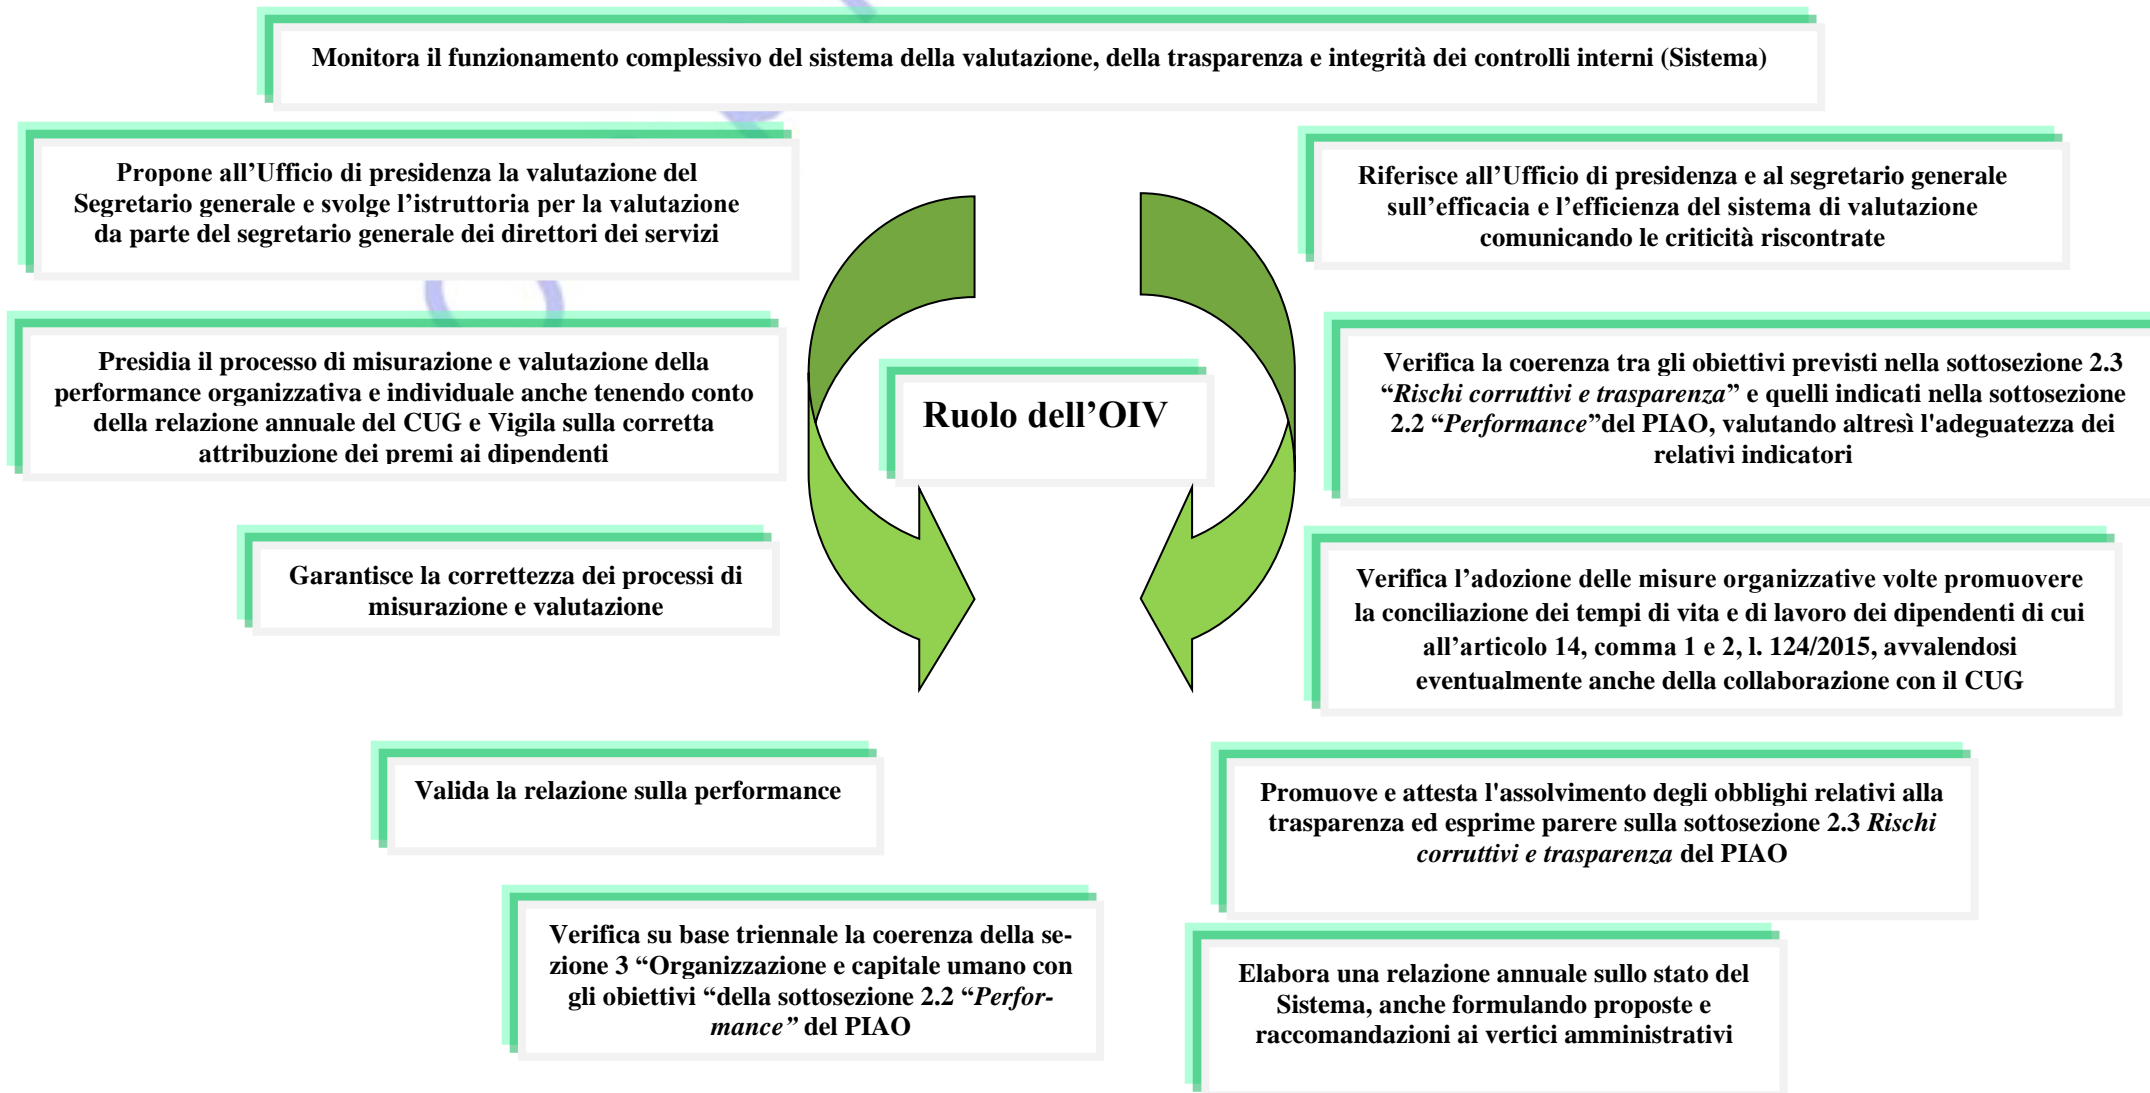 Monitora il funzionamento complessivo del sistema della valutazione, della trasparenza e integrità dei controlli interni (Sistema)
Propone all’Ufficio di presidenza la valutazione del
Segretario generale e svolge l’istruttoria per la valutazione
da parte del segretario generale dei direttori dei servizi
Riferisce all’Ufficio di presidenza e al segretario generale
sull’efficacia e l’efficienza del sistema di valutazione
comunicando le criticità riscontrate
Presidia il processo di misurazione e valutazione della
performance organizzativa e individuale anche tenendo conto
della relazione annuale del CUG e Vigila sulla corretta
attribuzione dei premi ai dipendenti
Ruolo dell’OIV
Verifica la coerenza tra gli obiettivi previsti nella sottosezione 2.3
“Rischi corruttivi e trasparenza” e quelli indicati nella sottosezione
2.2 “Performance”del PIAO, valutando altresì l'adeguatezza dei
relativi indicatori
Garantisce la correttezza dei processi di
misurazione e valutazione
Verifica l’adozione delle misure organizzative volte promuovere
la conciliazione dei tempi di vita e di lavoro dei dipendenti di cui
all’articolo 14, comma 1 e 2, l. 124/2015, avvalendosi
eventualmente anche della collaborazione con il CUG
Valida la relazione sulla performance
Promuove e attesta l'assolvimento degli obblighi relativi alla
trasparenza ed esprime parere sulla sottosezione 2.3 Rischi
corruttivi e trasparenza del PIAO
Verifica su base triennale la coerenza della se-
zione 3 “Organizzazione e capitale umano con
gli obiettivi “della sottosezione 2.2 “Perfor-
mance” del PIAO
Elabora una relazione annuale sullo stato del
Sistema, anche formulando proposte e
raccomandazioni ai vertici amministrativi